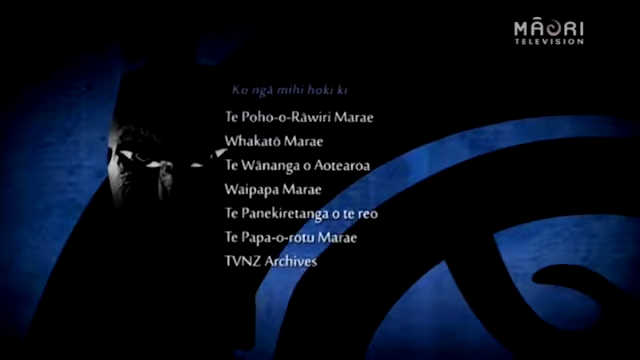 MĀORI
TELEVISION
Ko ngā mihi hoki ki
Te Poho-o-Rāwiri Marae
Whakatō Marae
Te Wānanga o Aotearoa
Waipapa Marae
Te Panekiretanga o te reo
Te Papa-o-rotu Marae
TVNZ Archives